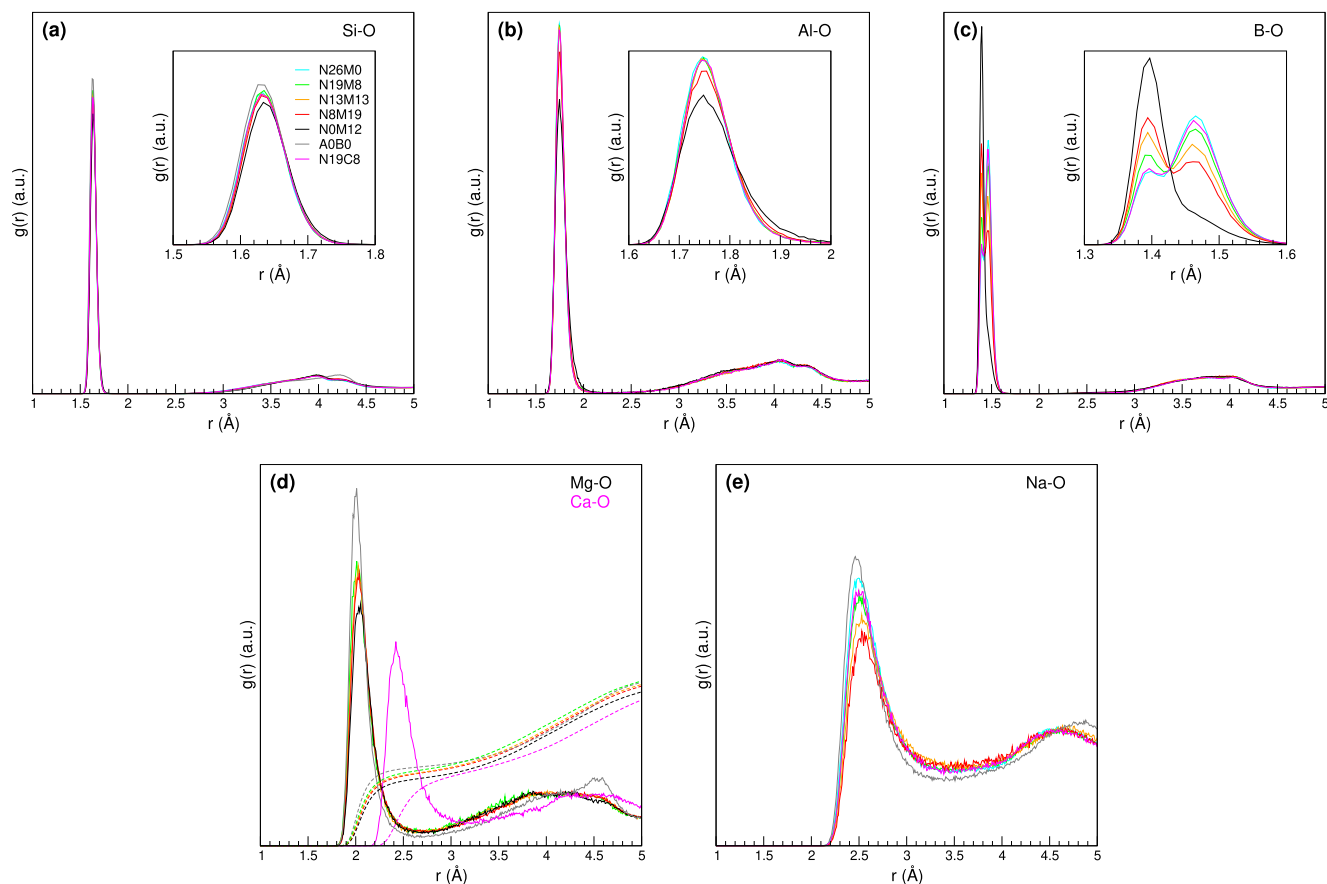 (a)
Si-O
N26M0
N19M8
N13M13
N8M19
N0M12
A0B0
N19C8
g(r) (a.u.)
1.5 1.6 1.7 1.8
r (Å)
g(r) (a.u.)
1 1.5 2 2.5 3 3.5 4 4.5 5
r (Å)
(b)
Al-O
g(r) (a.u.)
1.6 1.7 1.8 1.9 2
r (Å)
g(r) (a.u.)
1 1.5 2 2.5 3 3.5 4 4.5 5
r (Å)
(c)
B-O
g(r) (a.u.)
1.3 1.4 1.5 1.6
r (Å)
g(r) (a.u.)
1 1.5 2 2.5 3 3.5 4 4.5 5
r (Å)
(d)
Mg-O
Ca-O
g(r) (a.u.)
1 1.5 2 2.5 3 3.5 4 4.5 5
r (Å)
(e)
Na-O
g(r) (a.u.)
1 1.5 2 2.5 3 3.5 4 4.5 5
r (Å)